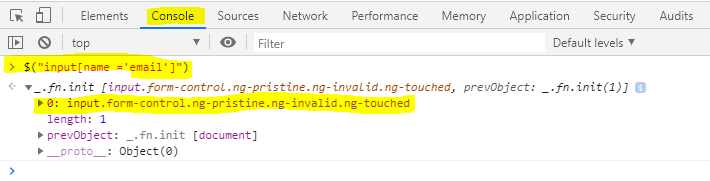 Elements Console Sources Network Performance Memory Application Security Audits
top Filter Default levels ▼
> $("input[name ='email']")
_.fn.init [input.form-control.ng-pristine.ng-invalid.ng-touched, prevObject: _.fn.init(1)] i
0: input.form-control.ng-pristine.ng-invalid.ng-touched
length: 1
prevObject: _.fn.init [document]
__proto__: Object(0)
>